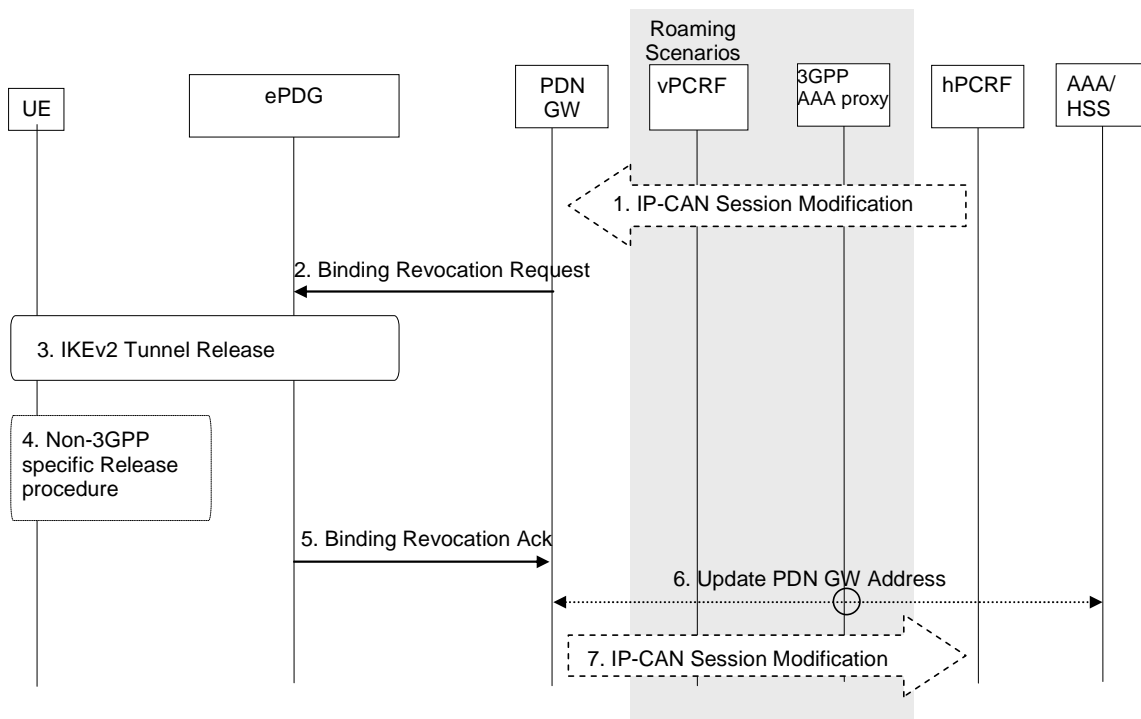 Roaming
Scenarios
UE
ePDG
PDN
GW
vPCRF
3GPP
AAA proxy
hPCRF
AAA/
HSS
1. IP-CAN Session Modification
2. Binding Revocation Request
3. IKEv2 Tunnel Release
4. Non-3GPP
specific Release
procedure
5. Binding Revocation Ack
6. Update PDN GW Address
7. IP-CAN Session Modification